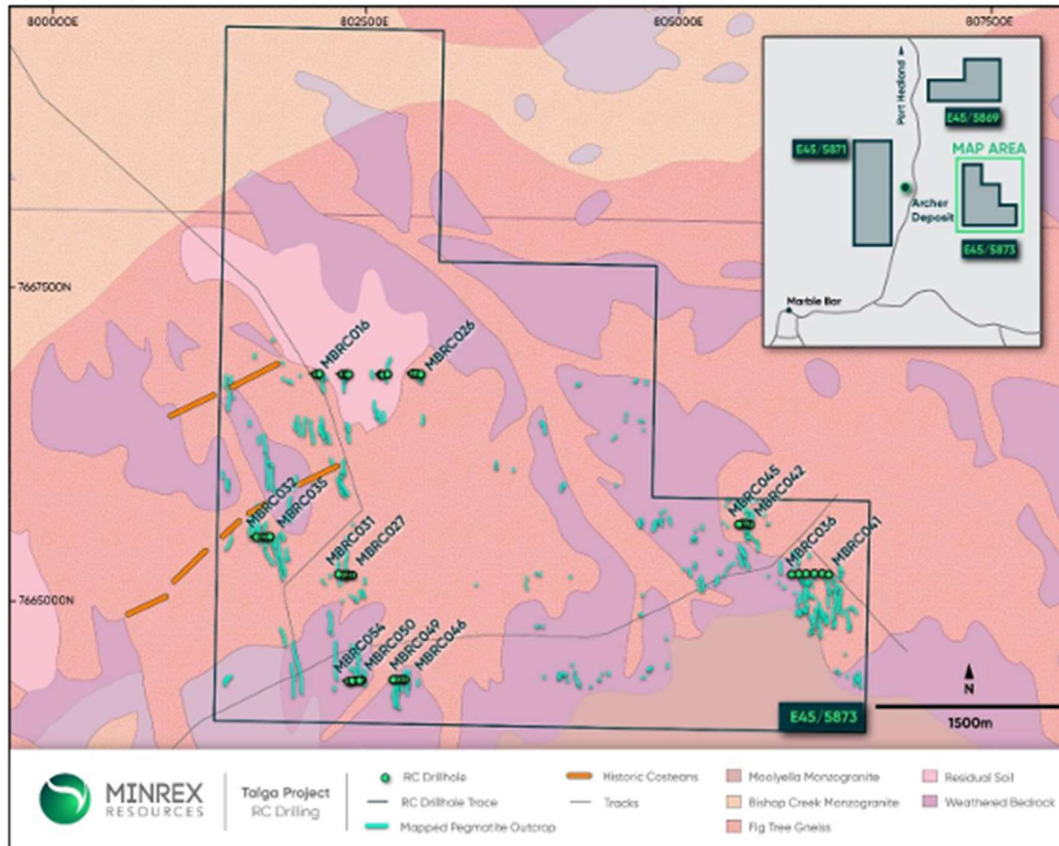 800000E
802500E
805000E
807500E
7667500N
7665000N
Port Hedland
E45/5869
E45/5871
MAP AREA
Archer
Deposit
E45/5873
Marble Bar
MBRC016
MBRC026
MBRC032
MBRC035
MBRC031
MBRC027
MBRC045
MBRC042
MBRC036
MBRC041
MBRC054
MBRC050
MBRC049
MBRC046
N
E45/5873
1500m
MINREX
RESOURCES
Talga Project
RC Drilling
RC Drillhole
RC Drillhole Trace
Mapped Pegmatite Outcrop
Historic Costeans
Tracks
Moolyella Monzogranite
Bishop Creek Monzogranite
Fig Tree Gneiss
Residual Soil
Weathered Bedrock